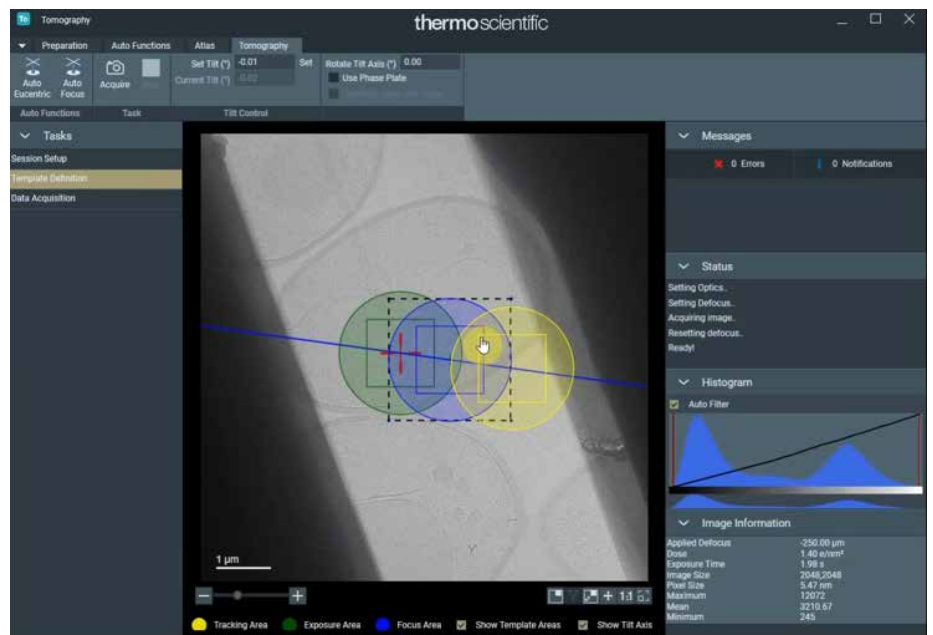 To Tomography
thermo scientific
Preparation Auto Functions Atlas Tomography
Auto Eucentric
Auto Focus
Acquire
Set Tilt (°) -0.01 Set
Current Tilt (°) -0.02
Rotate Tilt Axis (°) 0.00
Use Phase Plate
Auto Functions Task Tilt Control
Tasks
Session Setup
Template Definition
Data Acquisition
Messages
0 Errors 0 Notifications
Status
Setting Optics..
Setting Defocus..
Acquiring image..
Resetting defocus..
Ready!
Histogram
Auto Filter
Image Information
Applied Defocus -250.00 μm
Dose 1.40 e/nm²
Exposure Time 1.98 s
Image Size 2048,2048
Pixel Size 5.47 nm
Maximum 12072
Mean 3210.67
Minimum 245
1 μm
1:1
Tracking Area Exposure Area Focus Area Show Template Areas Show Tilt Axis